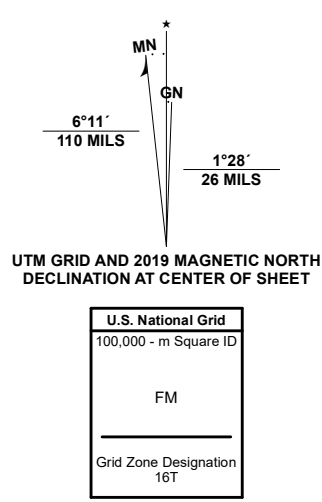 MN
GN
6°11´
110 MILS
1°28´
26 MILS
UTM GRID AND 2019 MAGNETIC NORTH
DECLINATION AT CENTER OF SHEET
U.S. National Grid
100,000 - m Square ID
FM
Grid Zone Designation
16T